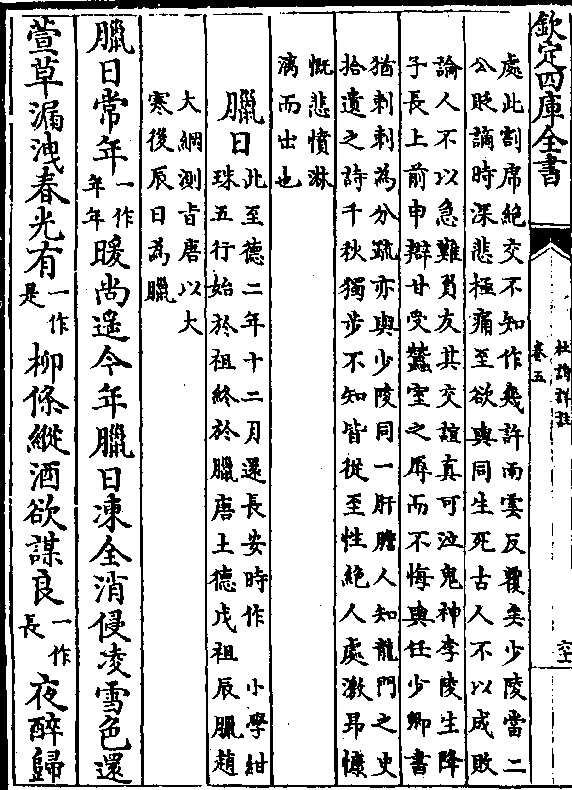 欽定四庫全書
杜詩詳註
卷五
處此割席絶交不知作幾許雨雲反覆矣少陵當二
公貶謫時深悲極痛至欲與同生死古人不以成敗
論人不以急難負友其交誼真可泣鬼神李陵生降
子長上前申辯甘受蠶室之辱而不悔與任少卿書
猶剌剌為分疏亦與少陵同一肝膽人知龍門之史
拾遺之詩千秋獨步不知皆從至性絶人處激昂慷
慨悲憤淋
漓而出也
臘日此至德二年十二月還長安時作 小學紺
珠五行始於祖終於臘唐土德戊祖辰臘趙
大綱測旨唐以大
寒後辰日為臘
臘日常年一作年年暖尚遥今年臘日凍全消侵凌雪色還
萱草漏洩春光有一作是柳條縱酒欲謀良一作長夜醉歸